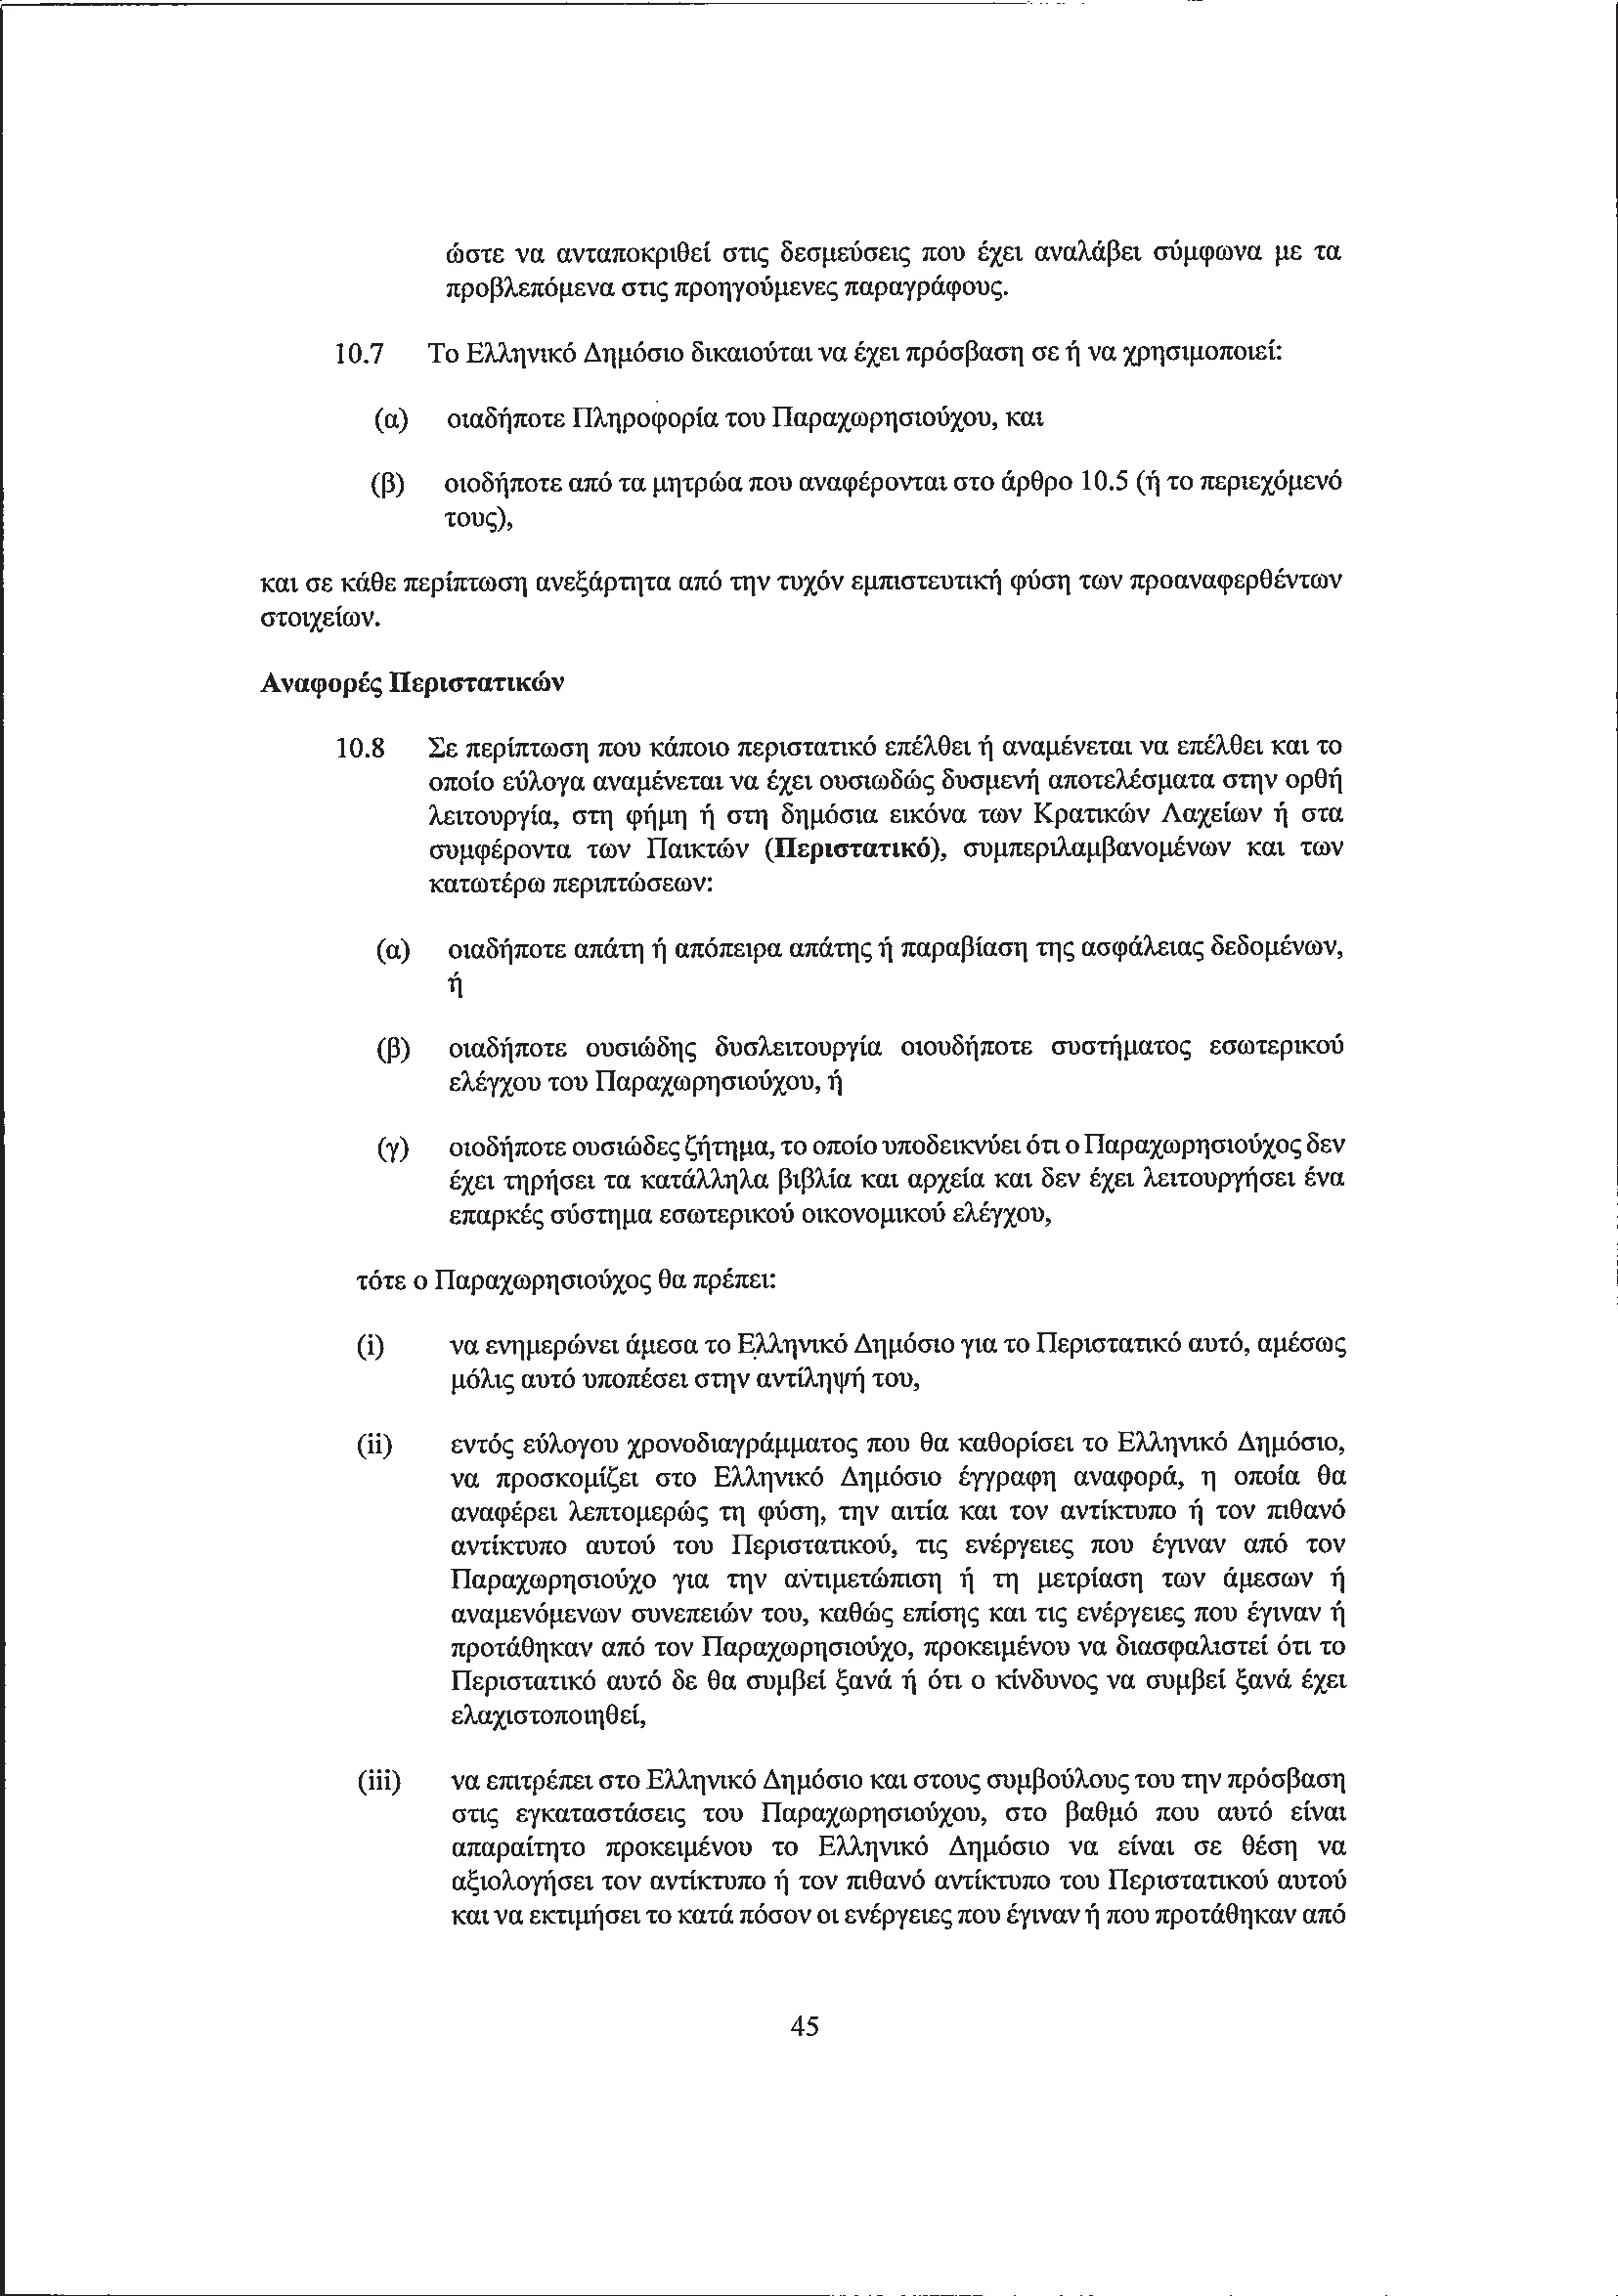 ώστε να ανταποκριθεί στις δεσμεύσεις που έχει αναλάβει σύμφωνα με τα
προβλεπόμενα στις προηγούμενες παραγράφους.
10.7 Το Ελληνικό Δημόσιο δικαιούται να έχει πρόσβαση σε ή να χρησιμοποιεί:
(α) οιαδήποτε Πληροφορία του Παραχωρησιούχου, και
(β) οιοδήποτε από τα μητρώα που αναφέρονται στο άρθρο 10.5 (ή το περιεχόμενό
τους),
και σε κάθε περίπτωση ανεξάρτητα από την τυχόν εμπιστευτική φύση των προαναφερθέντων
στοιχείων.
Αναφορές Περιστατικών
10.8 Σε περίπτωση που κάποιο περιστατικό επέλθει ή αναμένεται να επέλθει και το
οποίο εύλογα αναμένεται να έχει ουσιωδώς δυσμενή αποτελέσματα στην ορθή
λειτουργία, στη φήμη ή στη δημόσια εικόνα των Κρατικών Λαχείων ή στα
συμφέροντα των Παικτών (Περιστατικό), συμπεριλαμβανομένων και των
κατωτέρω περιπτώσεων:
(α) οιαδήποτε απάτη ή απόπειρα απάτης ή παραβίαση της ασφάλειας δεδομένων,
ή
(β) οιαδήποτε ουσιώδης δυσλειτουργία οιουδήποτε συστήματος εσωτερικού
ελέγχου του Παραχωρησιούχου, ή
(γ) οιοδήποτε ουσιώδες ζήτημα, το οποίο υποδεικνύει ότι ο Παραχωρησιούχος δεν
έχει τηρήσει τα κατάλληλα βιβλία και αρχεία και δεν έχει λειτουργήσει ένα
επαρκές σύστημα εσωτερικού οικονομικού ελέγχου,
τότε ο Παραχωρησιούχος θα πρέπει:
(i) να ενημερώνει άμεσα το Ελληνικό Δημόσιο για το Περιστατικό αυτό, αμέσως
μόλις αυτό υποπέσει στην αντίληψή του,
(ii) εντός εύλογου χρονοδιαγράμματος που θα καθορίσει το Ελληνικό Δημόσιο,
να προσκομίζει στο Ελληνικό Δημόσιο έγγραφη αναφορά, η οποία θα
αναφέρει λεπτομερώς τη φύση, την αιτία και τον αντίκτυπο ή τον πιθανό
αντίκτυπο αυτού του Περιστατικού, τις ενέργειες που έγιναν από τον
Παραχωρησιούχο για την αντιμετώπιση ή τη μετρίαση των άμεσων ή
αναμενόμενων συνεπειών του, καθώς επίσης και τις ενέργειες που έγιναν ή
προτάθηκαν από τον Παραχωρησιούχο, προκειμένου να διασφαλιστεί ότι το
Περιστατικό αυτό δε θα συμβεί ξανά ή ότι ο κίνδυνος να συμβεί ξανά έχει
ελαχιστοποιηθεί,
(iii) να επιτρέπει στο Ελληνικό Δημόσιο και στους συμβούλους του την πρόσβαση
στις εγκαταστάσεις του Παραχωρησιούχου, στο βαθμό που αυτό είναι
απαραίτητο προκειμένου το Ελληνικό Δημόσιο να είναι σε θέση να
αξιολογήσει τον αντίκτυπο ή τον πιθανό αντίκτυπο του Περιστατικού αυτού
και να εκτιμήσει το κατά πόσον οι ενέργειες που έγιναν ή που προτάθηκαν από
45